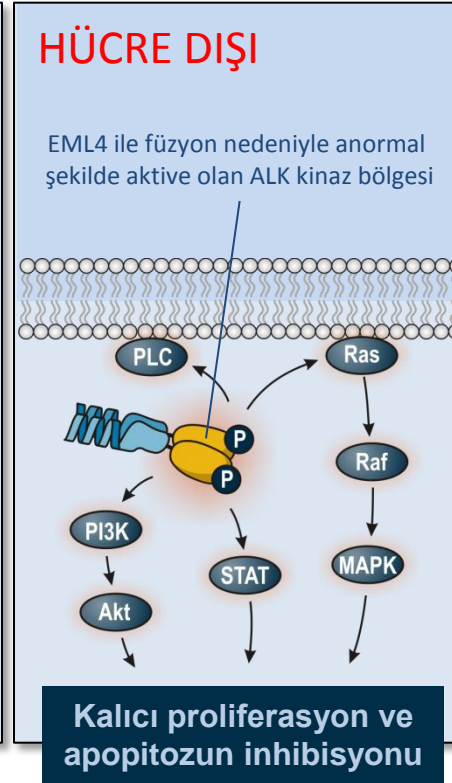 HÜCRE DIŞI
EML4 ile füzyon nedeniyle anormal
şekilde aktive olan ALK kinaz bölgesi
PLC
Ras
P
P
Raf
PI3K
STAT
MAPK
Akt
Kalıcı proliferasyon ve
apopitozun inhibisyonu